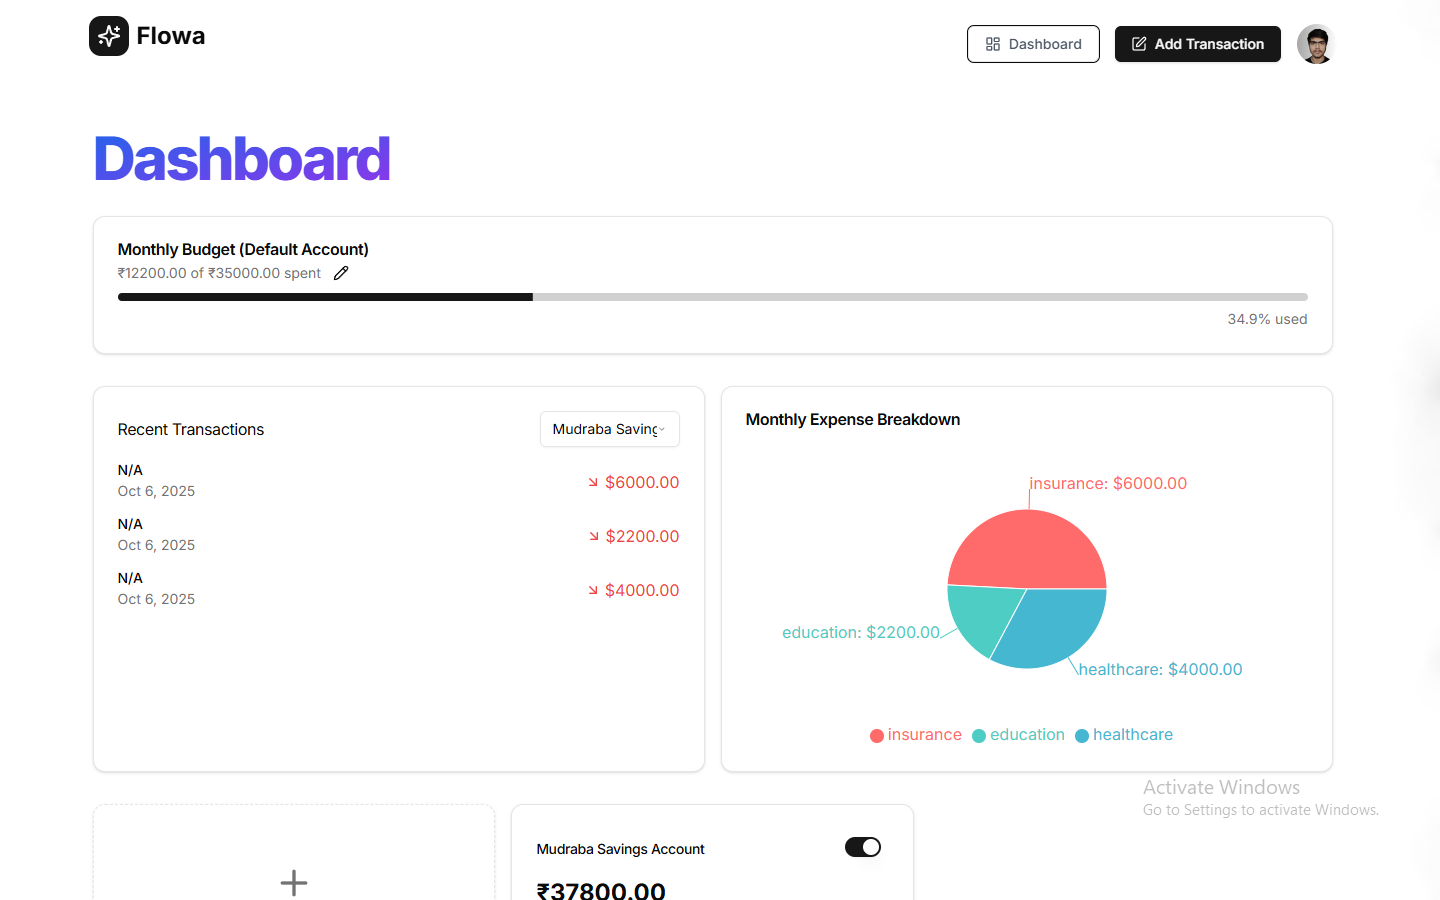 Flowa
Dashboard
Add Transaction
Dashboard
Monthly Budget (Default Account)
₹12200.00 of ₹35000.00 spent
34.9% used
Recent Transactions
Mudraba Saving
N/A
Oct 6, 2025
$6000.00
N/A
Oct 6, 2025
$2200.00
N/A
Oct 6, 2025
$4000.00
Monthly Expense Breakdown
insurance: $6000.00
education: $2200.00
healthcare: $4000.00
insurance
education
healthcare
Activate Windows
Go to Settings to activate Windows.
Mudraba Savings Account
₹37800.00